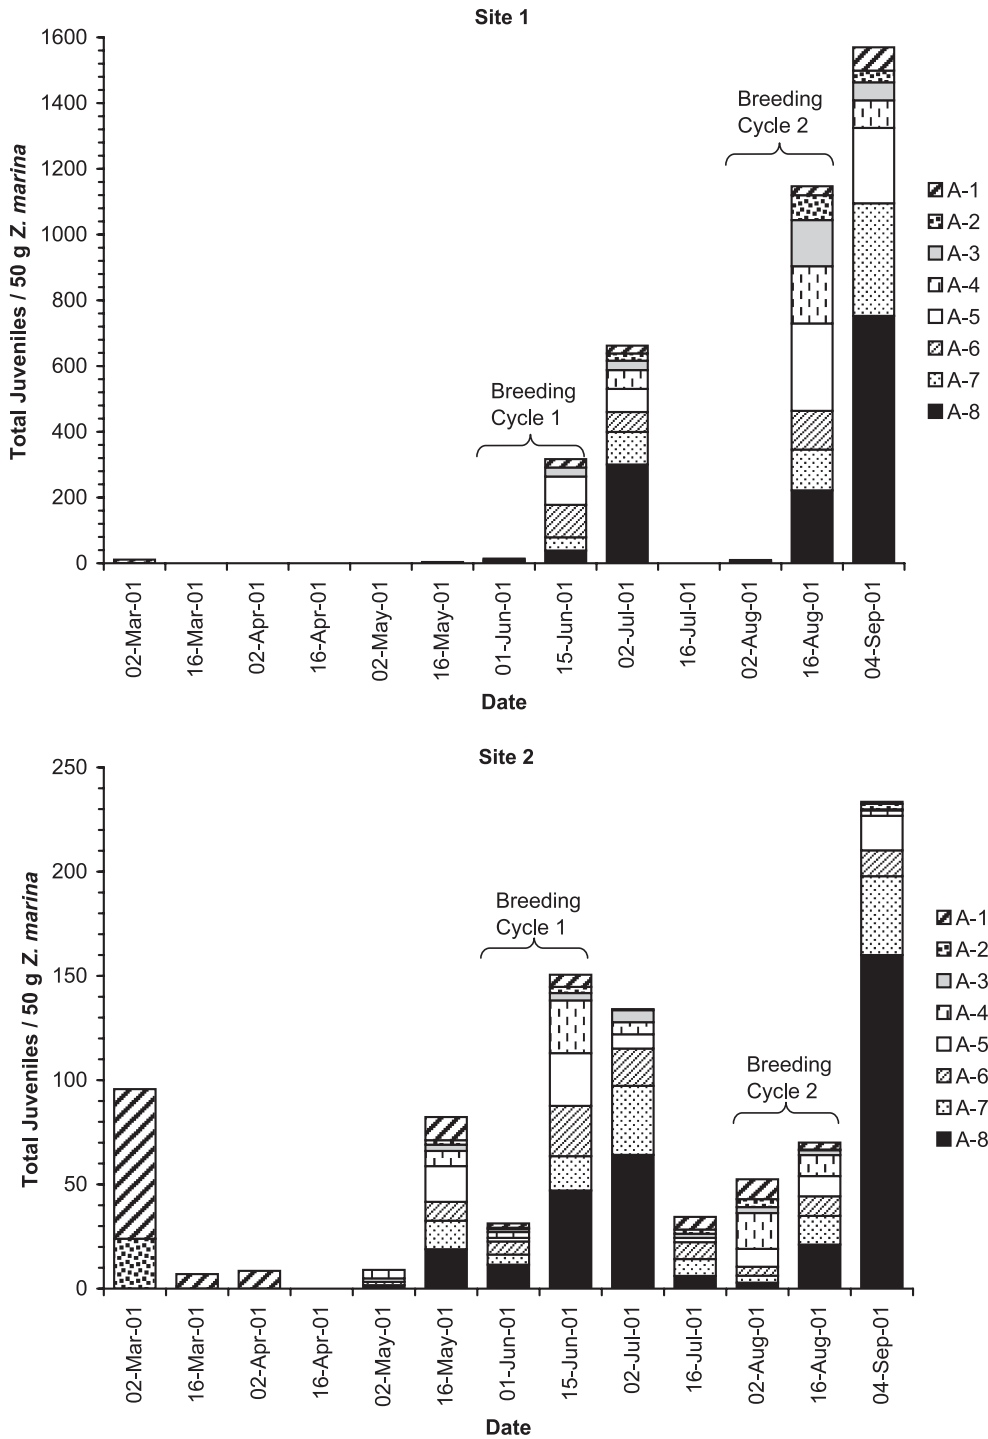 Site 1
1600
1400
1200
1000
800
600
400
200
0
Total Juveniles / 50 g Z. marina
Breeding
Cycle 1
Breeding
Cycle 2
A-1
A-2
A-3
A-4
A-5
A-6
A-7
A-8
02-Mar-01
16-Mar-01
02-Apr-01
16-Apr-01
02-May-01
16-May-01
01-Jun-01
15-Jun-01
02-Jul-01
16-Jul-01
02-Aug-01
16-Aug-01
04-Sep-01
Date
Site 2
250
200
150
100
50
0
Total Juveniles / 50 g Z. marina
Breeding
Cycle 1
Breeding
Cycle 2
A-1
A-2
A-3
A-4
A-5
A-6
A-7
A-8
02-Mar-01
16-Mar-01
02-Apr-01
16-Apr-01
02-May-01
16-May-01
01-Jun-01
15-Jun-01
02-Jul-01
16-Jul-01
02-Aug-01
16-Aug-01
04-Sep-01
Date